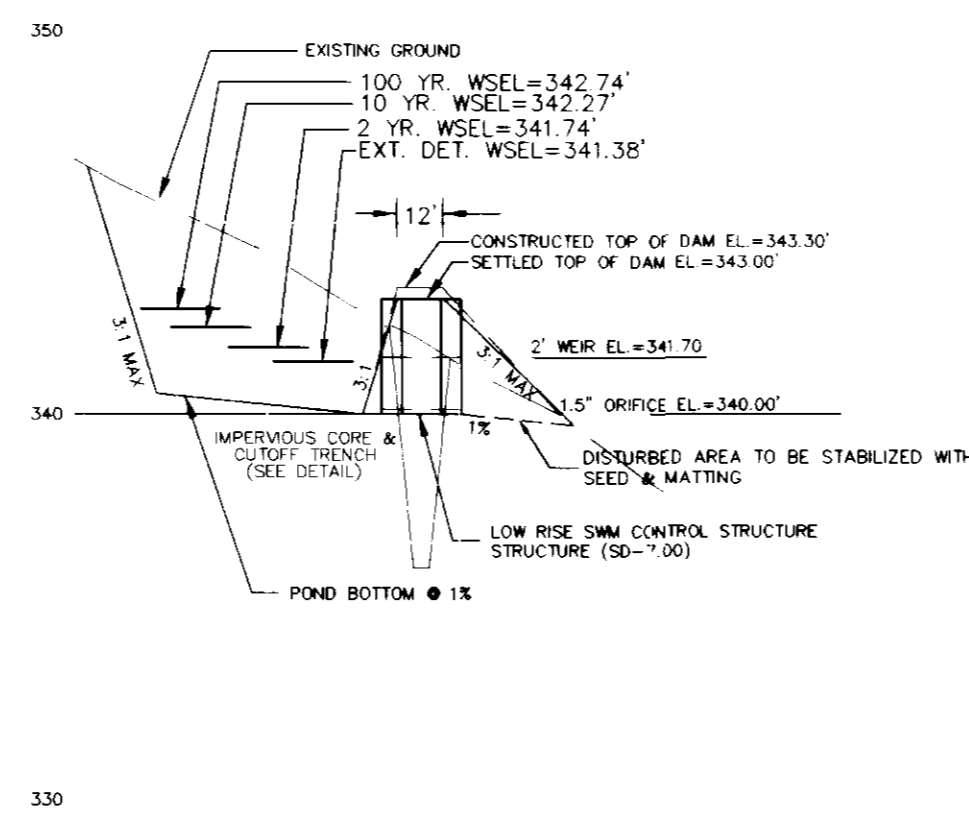 350
EXISTING GROUND
100 YR. WSEL=342.74'
10 YR. WSEL=342.27'
2 YR. WSEL=341.74'
EXT. DET. WSEL=341.38'
12'
CONSTRUCTED TOP OF DAM EL.=343.30'
SETTLED TOP OF DAM EL.=343.00'
3:1 MAX
3:1
3:1 MAX
2' WEIR EL.=341.70
340
1.5" ORIFICE EL.=340.00'
1%
IMPERVIOUS CORE &
CUTOFF TRENCH
(SEE DETAIL)
DISTURBED AREA TO BE STABILIZED WITH
SEED & MATTING
LOW RISE SWM CONTROL STRUCTURE
STRUCTURE (SD-7.00)
POND BOTTOM @ 1%
330